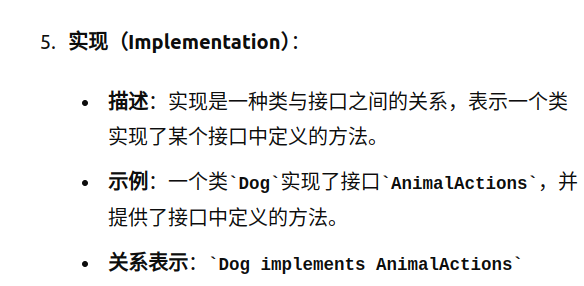 5. 实现（Implementation）：
• 描述：实现是一种类与接口之间的关系，表示一个类
实现了某个接口中定义的方法。
• 示例：一个类`Dog`实现了接口`AnimalActions`，并
提供了接口中定义的方法。
• 关系表示：`Dog implements AnimalActions`